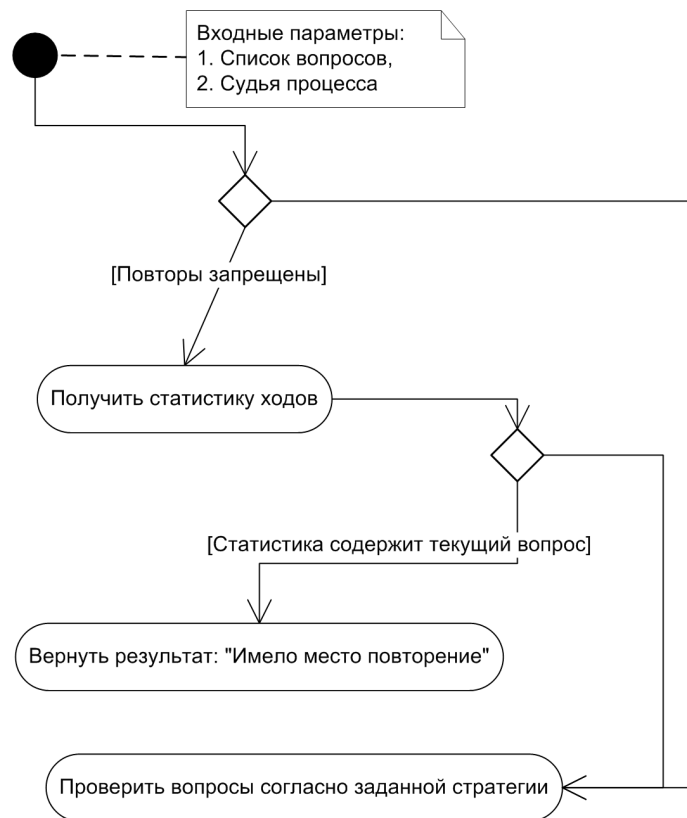 Входные параметры:
1. Список вопросов,
2. Судья процесса
[Повторы запрещены]
Получить статистику ходов
[Статистика содержит текущий вопрос]
Вернуть результат: "Имело место повторение"
Проверить вопросы согласно заданной стратегии